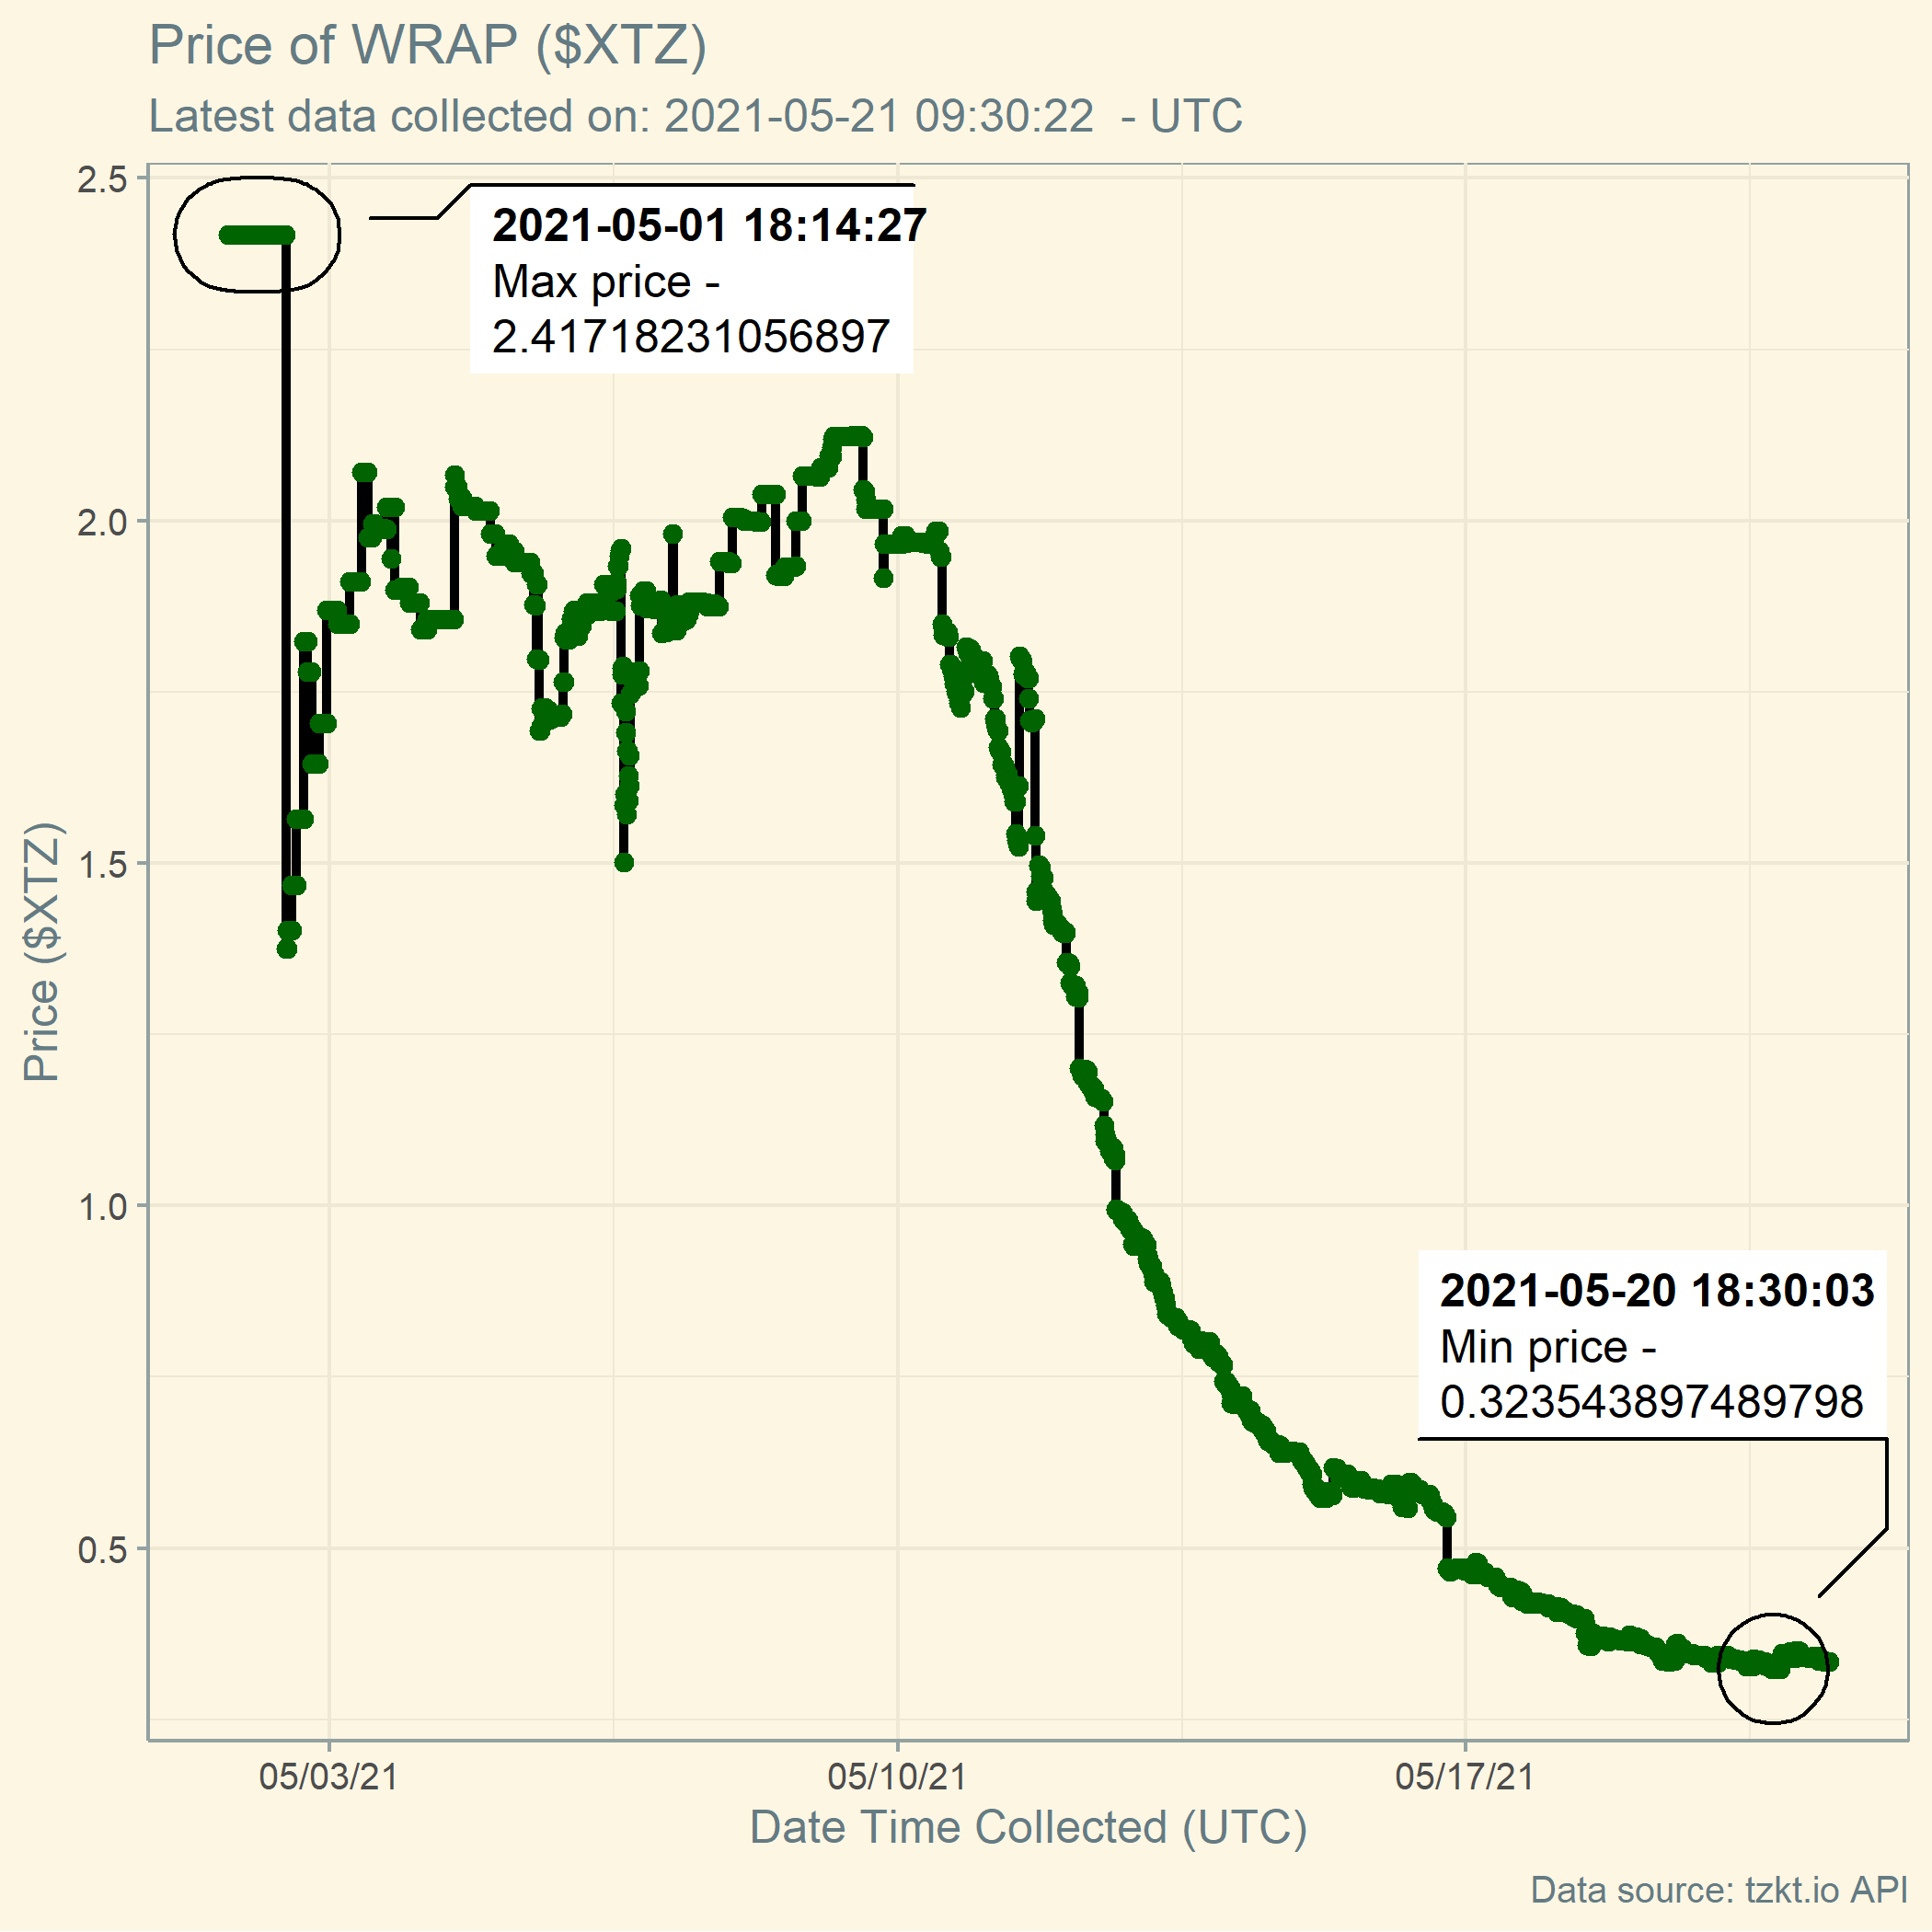 Price of WRAP ($XTZ)
Latest data collected on: 2021-05-21 09:30:22  - UTC
2021-05-01 18:14:27
Max price -
2.41718231056897
2021-05-20 18:30:03
Min price -
0.323543897489798
Price ($XTZ)
2.5
2.0
1.5
1.0
0.5
05/03/21
05/10/21
05/17/21
Date Time Collected (UTC)
Data source: tzkt.io API